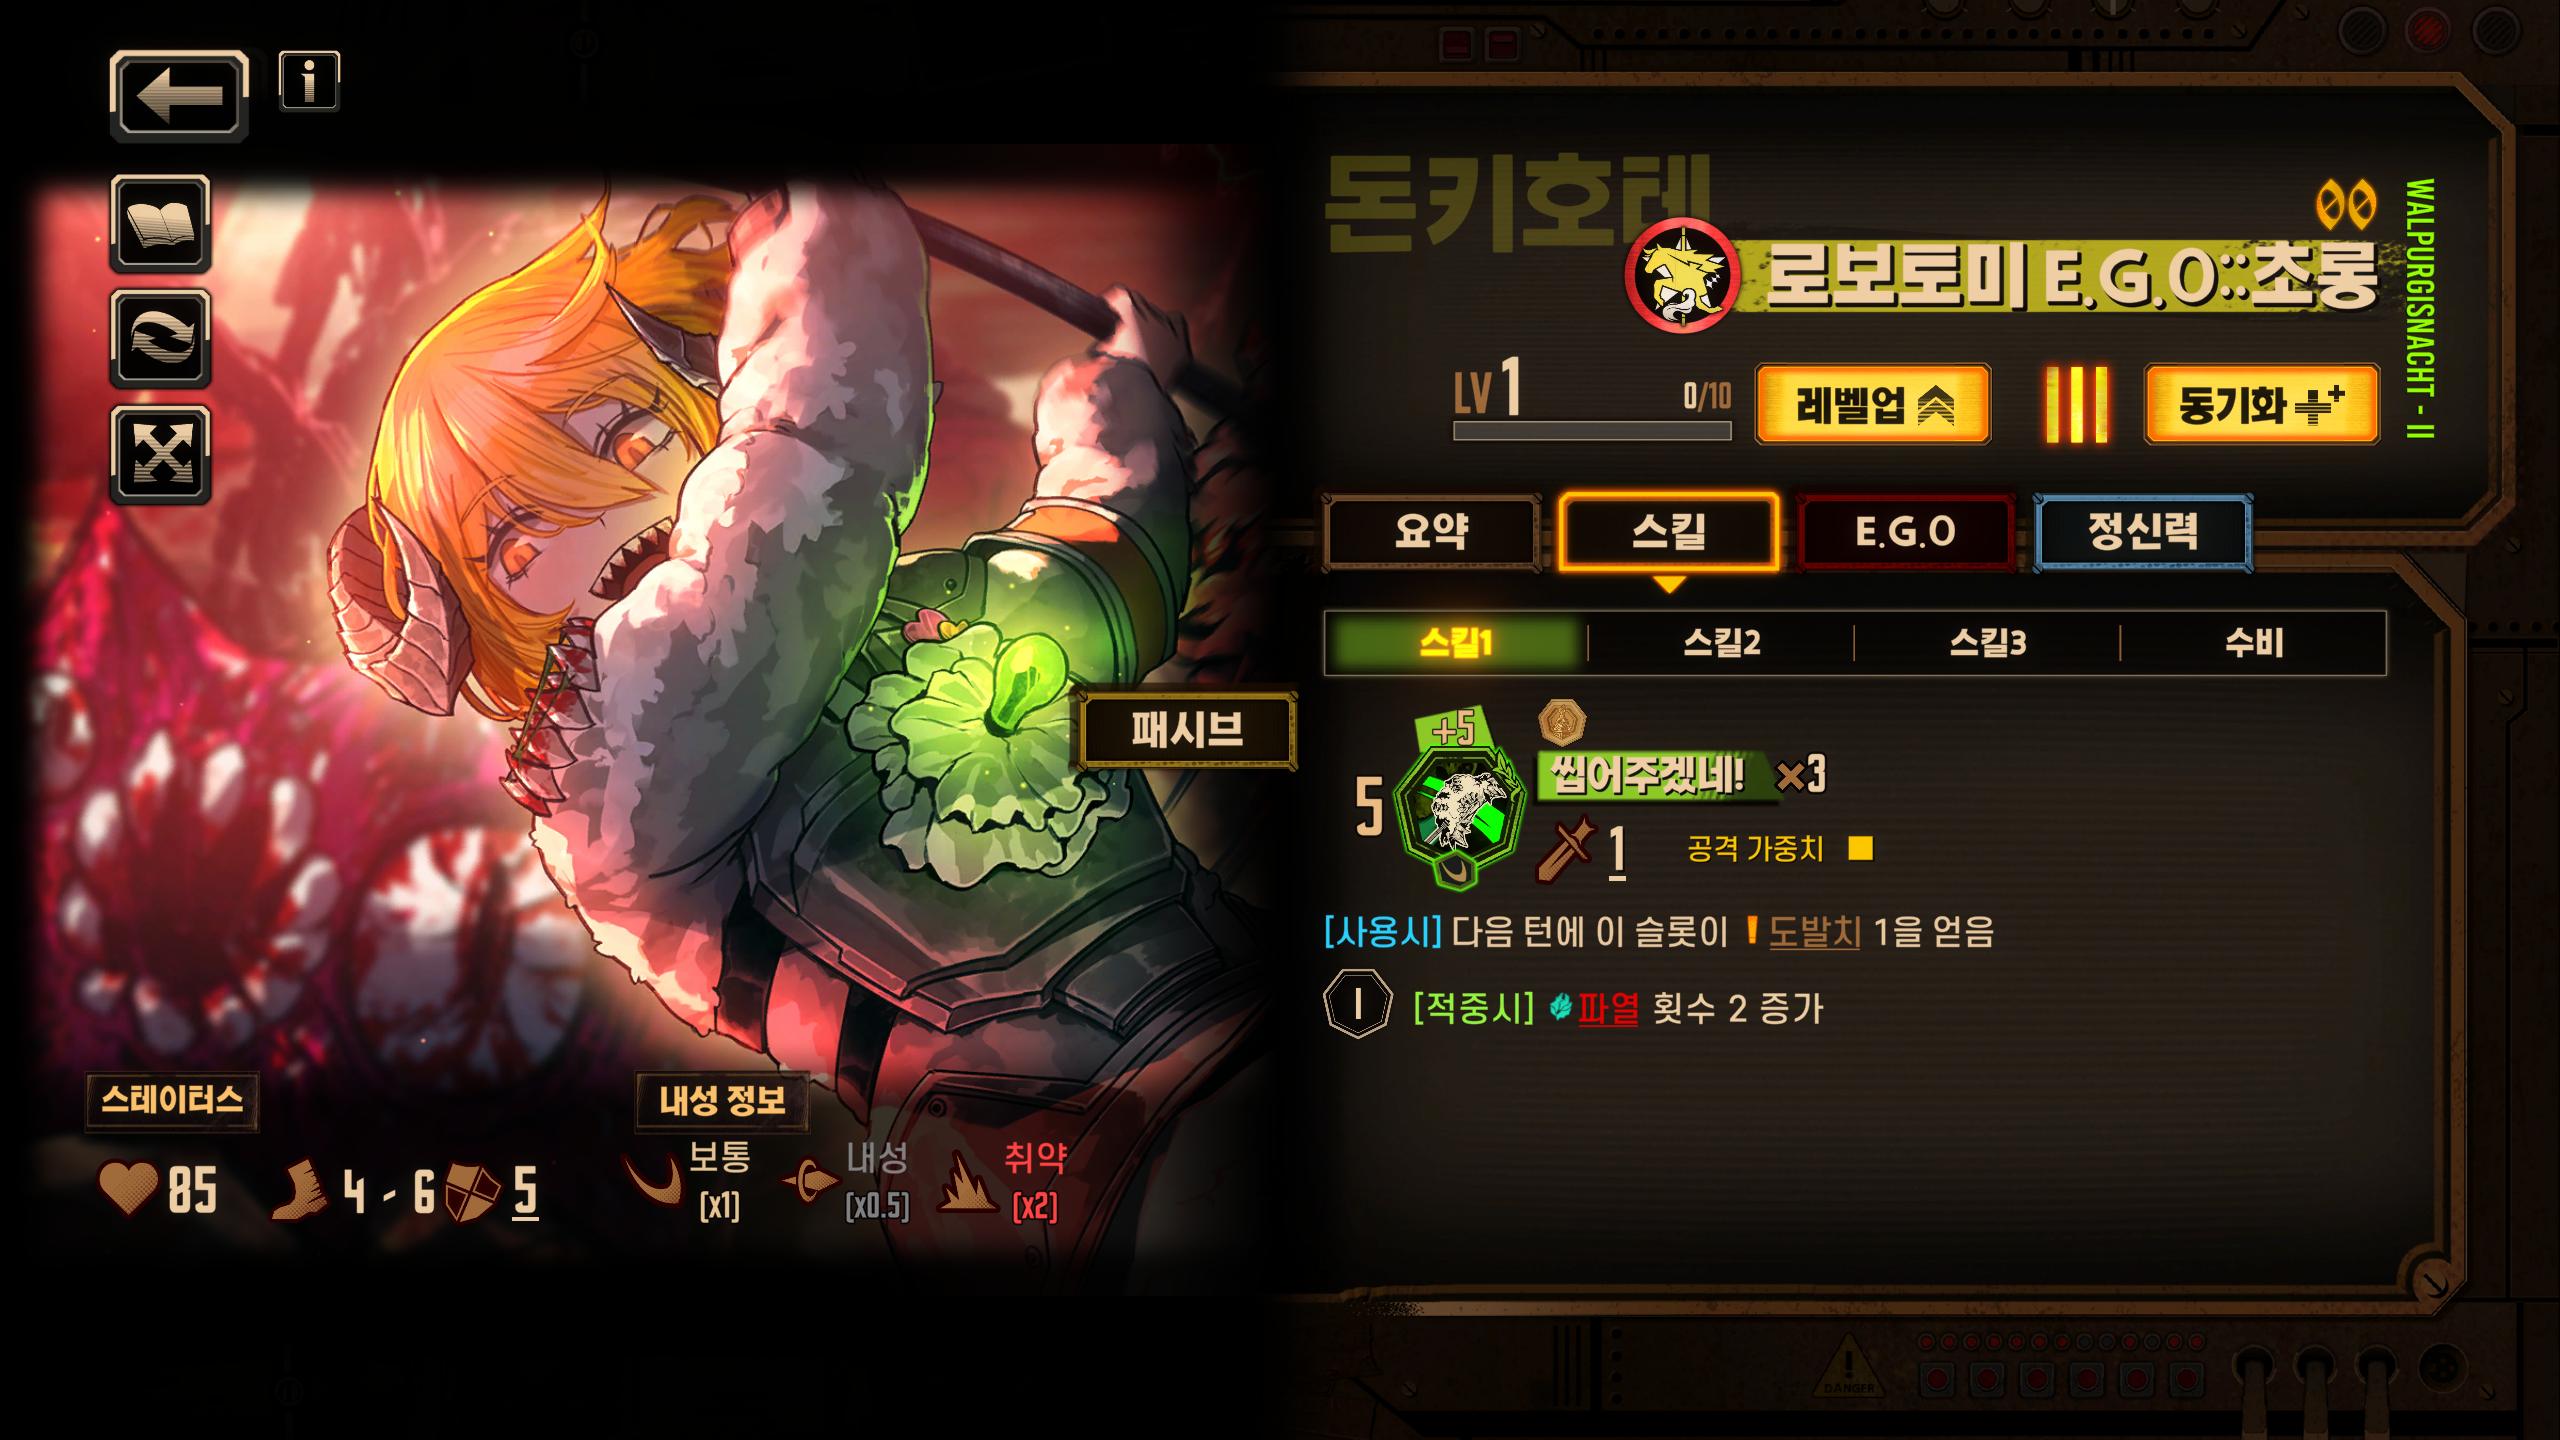 돈키호테
로보토미 E.G.O::초롱
WALPURGISNACHT - II
LV 1
0/10
레벨업
동기화
요약
스킬
E.G.O
정신력
스킬1
스킬2
스킬3
수비
패시브
+5
5
씹어주겠네! ×3
1
공격 가중치
[사용시] 다음 턴에 이 슬롯이 도발치 1을 얻음
I [적중시] 파열 횟수 2 증가
스테이터스
85
4 - 6
5
내성 정보
보통
[x1]
내성
[x0.5]
취약
[x2]
DANGER